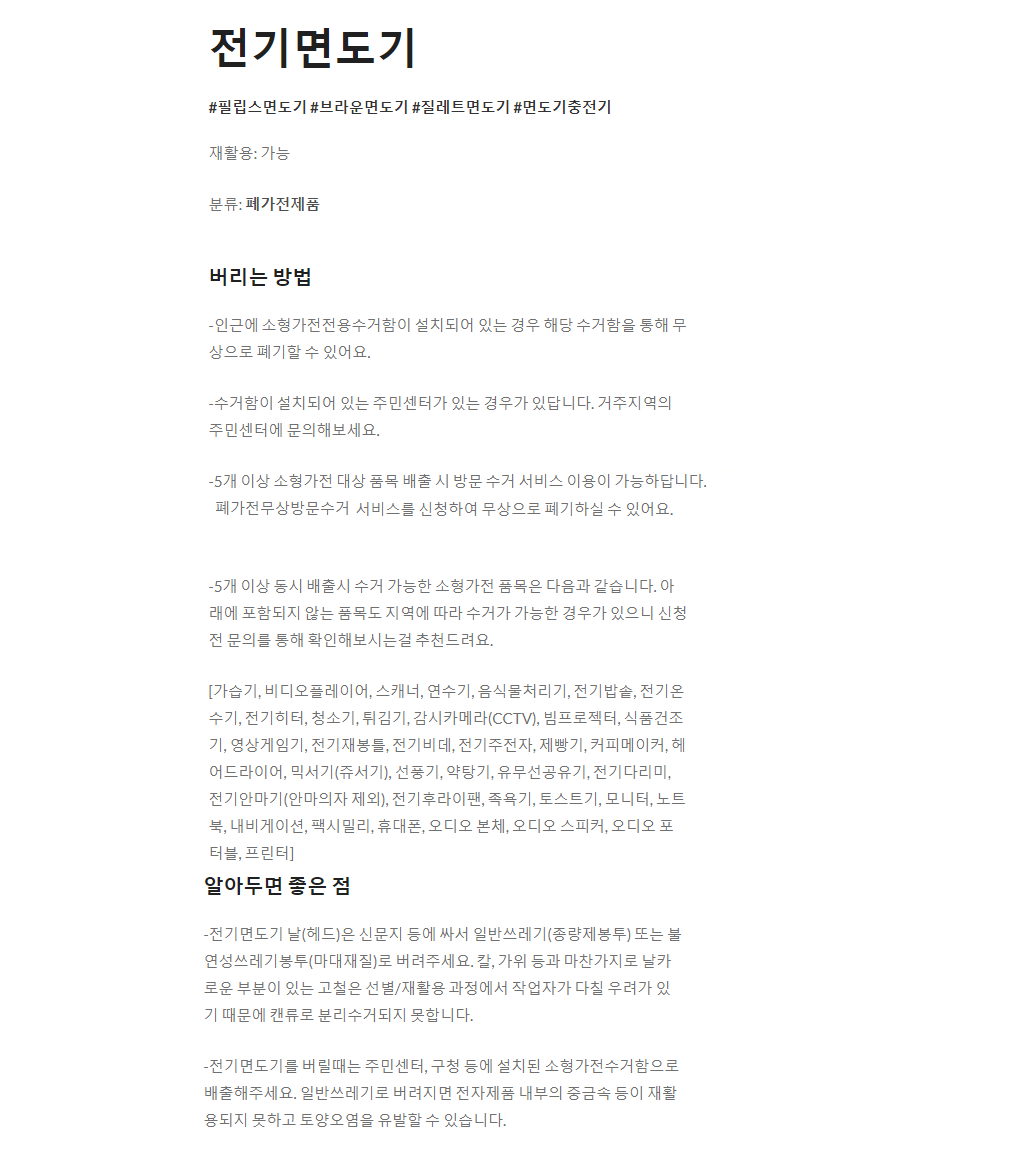 전기면도기
#필립스면도기 #브라운면도기 #질레트면도기 #면도기충전기
재활용: 가능
분류: 폐가전제품
버리는 방법
-인근에 소형가전전용수거함이 설치되어 있는 경우 해당 수거함을 통해 무
상으로 폐기할 수 있어요.
-수거함이 설치되어 있는 주민센터가 있는 경우가 있답니다. 거주지역의
주민센터에 문의해보세요.
-5개 이상 소형가전 대상 품목 배출 시 방문 수거 서비스 이용이 가능하답니다.
폐가전무상방문수거 서비스를 신청하여 무상으로 폐기하실 수 있어요.
-5개 이상 동시 배출시 수거 가능한 소형가전 품목은 다음과 같습니다. 아
래에 포함되지 않는 품목도 지역에 따라 수거가 가능한 경우가 있으니 신청
전 문의를 통해 확인해보시는걸 추천드려요.
[가습기, 비디오플레이어, 스캐너, 연수기, 음식물처리기, 전기밥솥, 전기온
수기, 전기히터, 청소기, 튀김기, 감시카메라(CCTV), 빔프로젝터, 식품건조
기, 영상게임기, 전기재봉틀, 전기비데, 전기주전자, 제빵기, 커피메이커, 헤
어드라이어, 믹서기(쥬서기), 선풍기, 약탕기, 유무선공유기, 전기다리미,
전기안마기(안마의자 제외), 전기후라이팬, 족욕기, 토스트기, 모니터, 노트
북, 내비게이션, 팩시밀리, 휴대폰, 오디오 본체, 오디오 스피커, 오디오 포
터블, 프린터]
알아두면 좋은 점
-전기면도기 날(헤드)은 신문지 등에 싸서 일반쓰레기(종량제봉투) 또는 불
연성쓰레기봉투(마대재질)로 버려주세요. 칼, 가위 등과 마찬가지로 날카
로운 부분이 있는 고철은 선별/재활용 과정에서 작업자가 다칠 우려가 있
기 때문에 캔류로 분리수거되지 못합니다.
-전기면도기를 버릴때는 주민센터, 구청 등에 설치된 소형가전수거함으로
배출해주세요. 일반쓰레기로 버려지면 전자제품 내부의 중금속 등이 재활
용되지 못하고 토양오염을 유발할 수 있습니다.